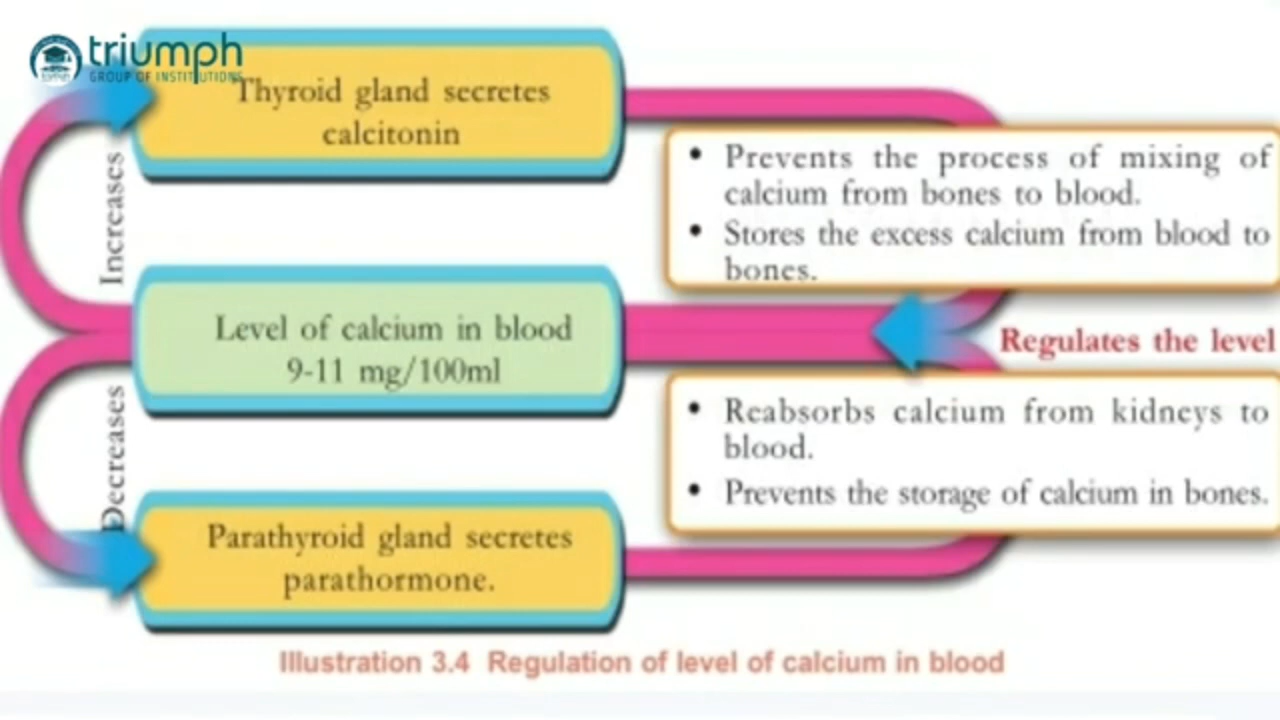 triumph
GROUP OF INSTITUTIONS
Thyroid gland secretes
calcitonin
Increases
• Prevents the process of mixing of
calcium from bones to blood.
• Stores the excess calcium from blood to
bones.
Level of calcium in blood
9-11 mg/100ml
Regulates the level
Decreases
• Reabsorbs calcium from kidneys to
blood.
• Prevents the storage of calcium in bones.
Parathyroid gland secretes
parathormone.
Illustration 3.4 Regulation of level of calcium in blood